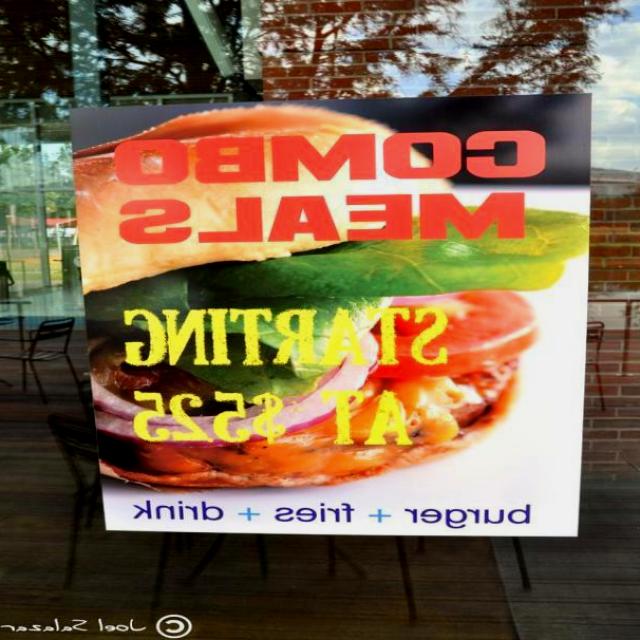 COMBO
MEALS
STARTING
AT $525
burger + fries + drink
© Joel Salazar